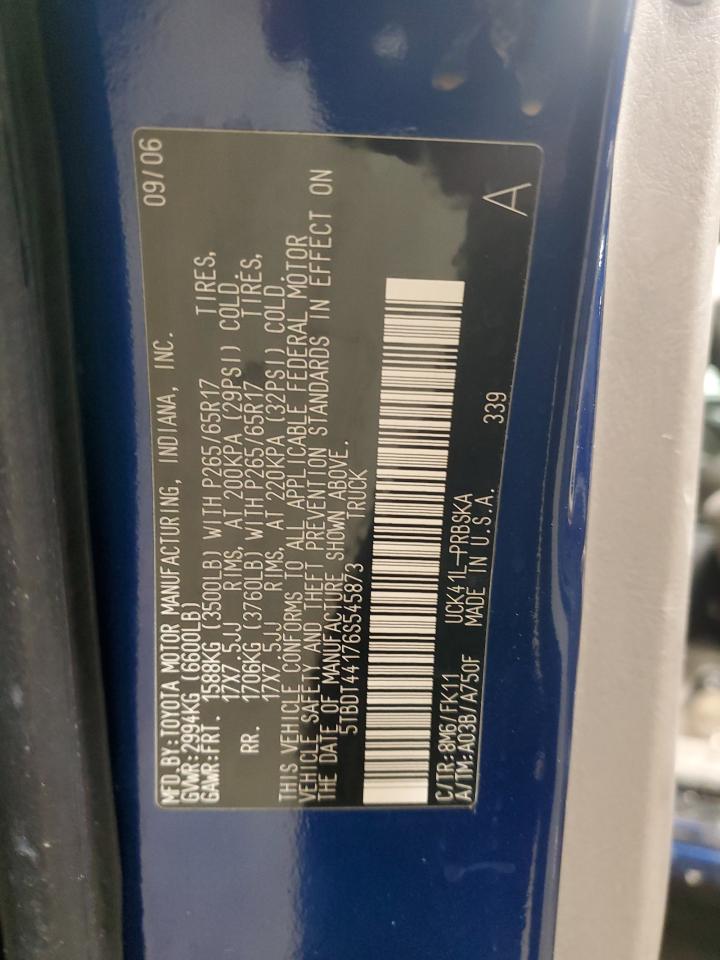 09/06
MFD.BY:TOYOTA MOTOR MANUFACTURING, INDIANA, INC.
GVWR:2994KG (6600LB)
GAWR:FRT. 1588KG (3500LB) WITH P265/65R17 TIRES,
17X7.5JJ RIMS, AT 200KPA (29PSI) COLD.
RR. 1706KG (3760LB) WITH P265/65R17 TIRES,
17X7.5JJ RIMS, AT 220KPA (32PSI) COLD.
THIS VEHICLE CONFORMS TO ALL APPLICABLE FEDERAL MOTOR
VEHICLE SAFETY AND THEFT PREVENTION STANDARDS IN EFFECT ON
THE DATE OF MANUFACTURE SHOWN ABOVE.
5TBDT44176S545873 TRUCK
C/TR:8M6/FK11 UCK41L-PRBSKA
A/TM:A03B/A750F MADE IN U.S.A. 339
A